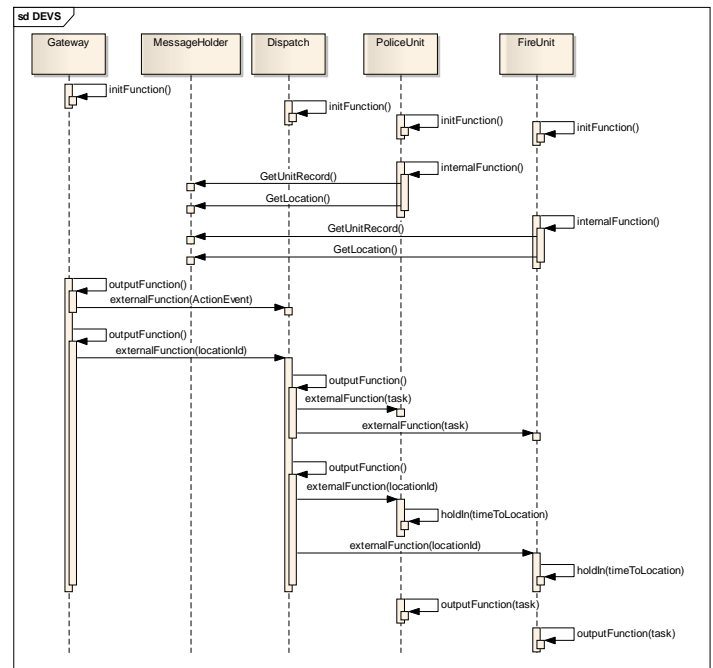 sd DEVS
Gateway
MessageHolder
Dispatch
PoliceUnit
FireUnit
initFunction()
initFunction()
initFunction()
initFunction()
internalFunction()
GetUnitRecord()
GetLocation()
internalFunction()
GetUnitRecord()
GetLocation()
outputFunction()
externalFunction(ActionEvent)
outputFunction()
externalFunction(locationId)
outputFunction()
externalFunction(task)
externalFunction(task)
outputFunction()
externalFunction(locationId)
holdIn(timeToLocation)
externalFunction(locationId)
holdIn(timeToLocation)
outputFunction(task)
outputFunction(task)